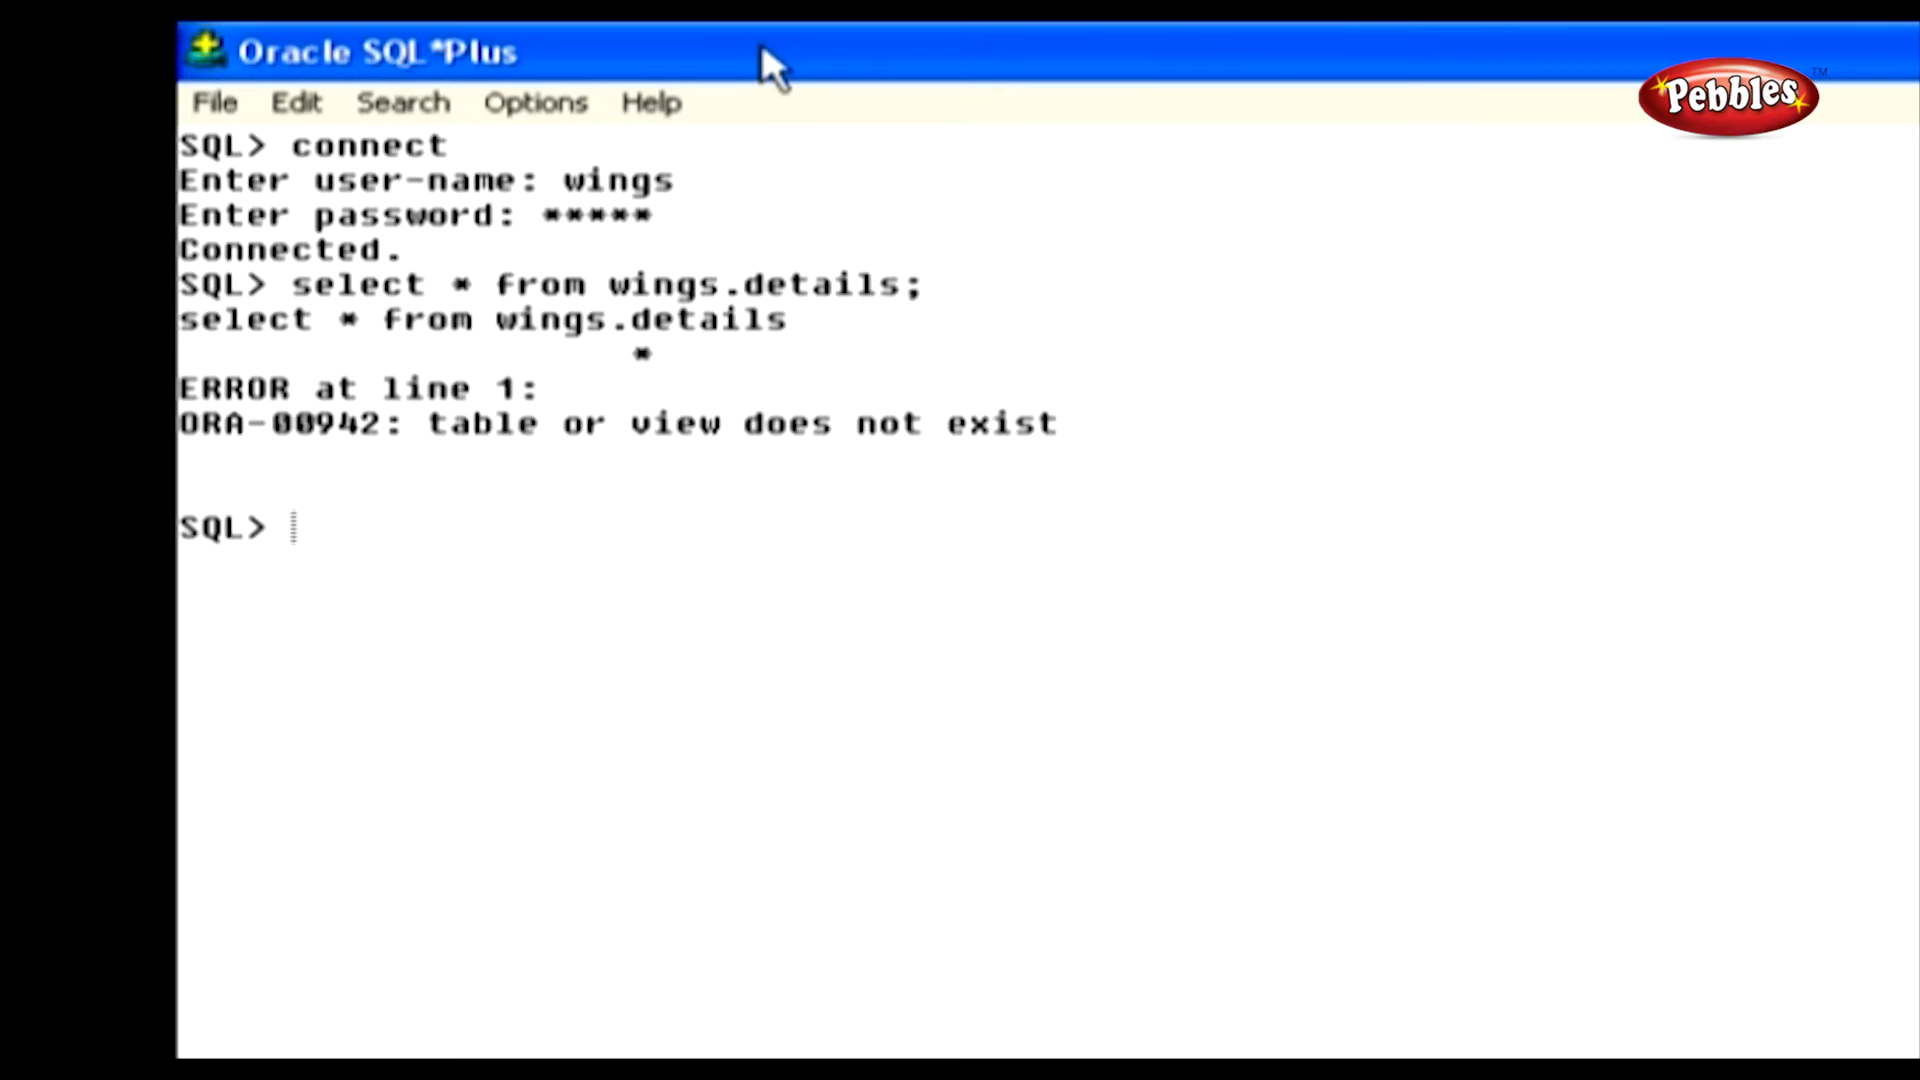 Oracle SQL*Plus
Pebbles™
File Edit Search Options Help
SQL> connect
Enter user-name: wings
Enter password: *****
Connected.
SQL> select * from wings.details;
select * from wings.details
*
ERROR at line 1:
ORA-00942: table or view does not exist
SQL>